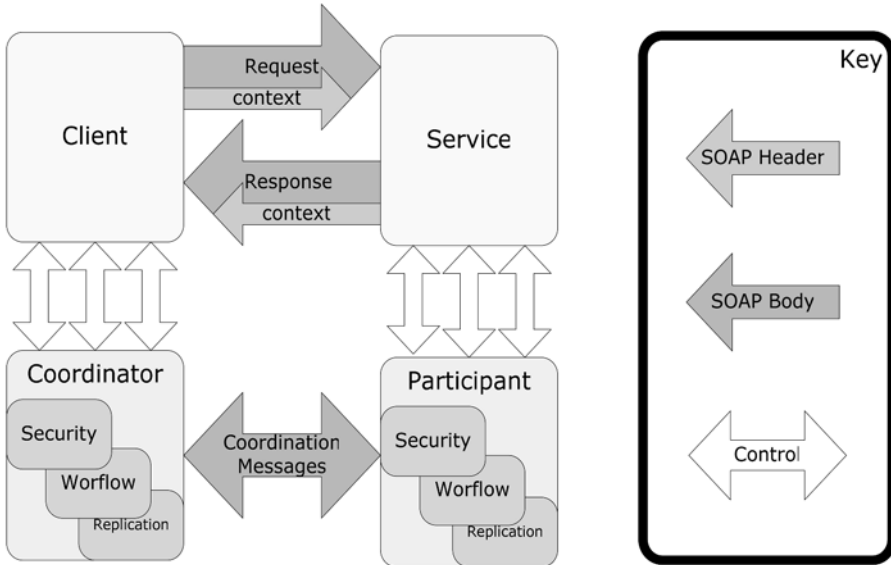 Client
Request
context
Response
context
Service
Coordinator
Security
Worflow
Replication
Coordination
Messages
Participant
Security
Worflow
Replication
Key
SOAP Header
SOAP Body
Control